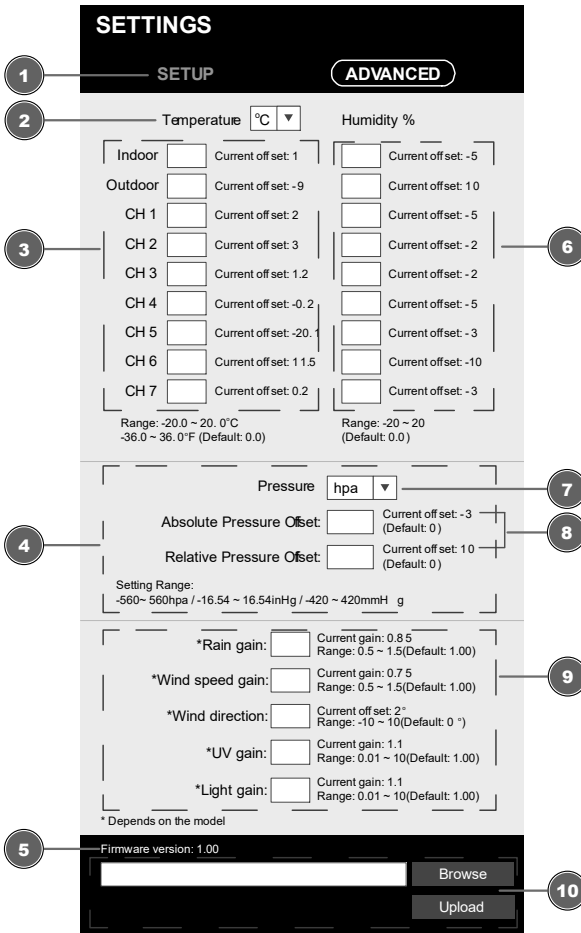 SETTINGS
1 SETUP ADVANCED
2 Temperature °C ▼ Humidity %
Indoor Current offset: 1 Current offset: -5
Outdoor Current offset: -9 Current offset: 10
CH 1 Current offset: 2 Current offset: -5
3 CH 2 Current offset: 3 Current offset: -2 6
CH 3 Current offset: 1.2 Current offset: -2
CH 4 Current offset: -0.2 Current offset: -5
CH 5 Current offset: -20.1 Current offset: -3
CH 6 Current offset: 11.5 Current offset: -10
CH 7 Current offset: 0.2 Current offset: -3
Range: -20.0 ~ 20.0°C Range: -20 ~ 20
-36.0 ~ 36.0°F (Default: 0.0) (Default: 0.0)
Pressure hpa ▼ 7
Absolute Pressure Offset: Current offset: -3
(Default: 0) 8
4 Relative Pressure Offset: Current offset: 10
(Default: 0)
Setting Range:
-560~ 560hpa / -16.54 ~ 16.54inHg / -420 ~ 420mmH g
*Rain gain: Current gain: 0.85
Range: 0.5 ~ 1.5(Default: 1.00)
*Wind speed gain: Current gain: 0.75 9
Range: 0.5 ~ 1.5(Default: 1.00)
*Wind direction: Current offset: 2°
Range: -10 ~ 10(Default: 0 °)
*UV gain: Current gain: 1.1
Range: 0.01 ~ 10(Default: 1.00)
*Light gain: Current gain: 1.1
Range: 0.01 ~ 10(Default: 1.00)
* Depends on the model
5 Firmware version: 1.00
Browse
10
Upload